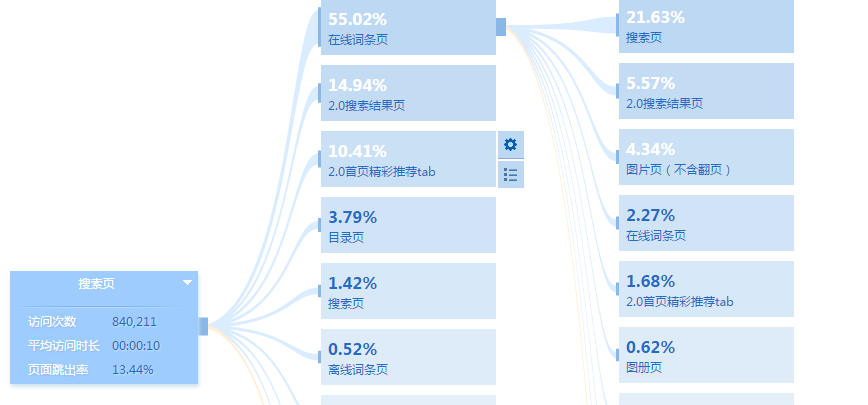 搜索页
访问次数 840,211
平均访问时长 00:00:10
页面跳出率 13.44%
55.02%
在线词条页
14.94%
2.0搜索结果页
10.41%
2.0首页精彩推荐tab
3.79%
目录页
1.42%
搜索页
0.52%
离线词条页
21.63%
搜索页
5.57%
2.0搜索结果页
4.34%
图片页（不含翻页）
2.27%
在线词条页
1.68%
2.0首页精彩推荐tab
0.62%
图册页